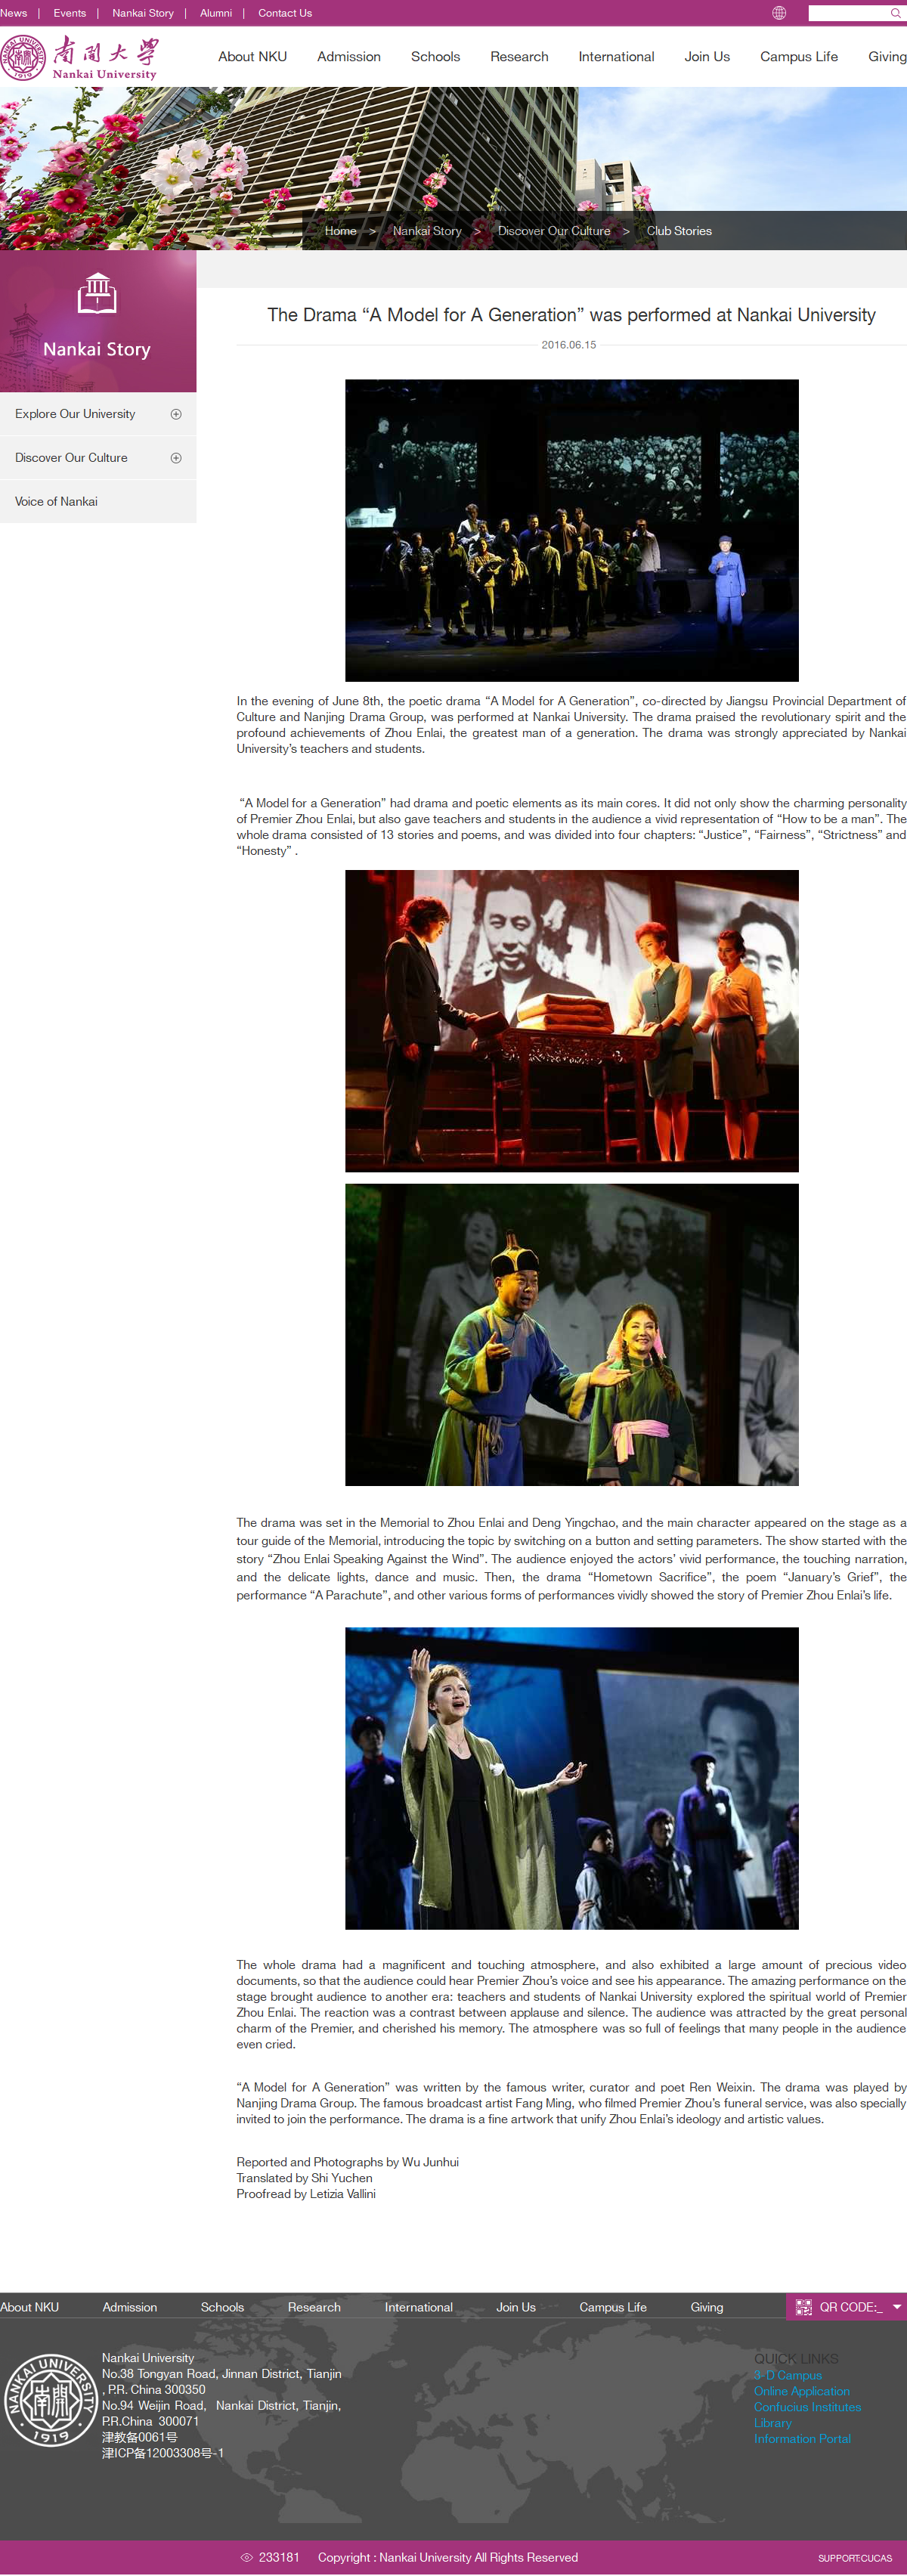 News | Events | Nankai Story | Alumni | Contact Us
南開大學
Nankai University
NANKAI UNIVERSITY
1919
About NKU Admission Schools Research International Join Us Campus Life Giving
Home > Nankai Story > Discover Our Culture > Club Stories
Nankai Story
Explore Our University
Discover Our Culture
Voice of Nankai
The Drama “A Model for A Generation” was performed at Nankai University
2016.06.15
In the evening of June 8th, the poetic drama “A Model for A Generation”, co-directed by Jiangsu Provincial Department of
Culture and Nanjing Drama Group, was performed at Nankai University. The drama praised the revolutionary spirit and the
profound achievements of Zhou Enlai, the greatest man of a generation. The drama was strongly appreciated by Nankai
University’s teachers and students.
“A Model for a Generation” had drama and poetic elements as its main cores. It did not only show the charming personality
of Premier Zhou Enlai, but also gave teachers and students in the audience a vivid representation of “How to be a man”. The
whole drama consisted of 13 stories and poems, and was divided into four chapters: “Justice”, “Fairness”, “Strictness” and
“Honesty” .
The drama was set in the Memorial to Zhou Enlai and Deng Yingchao, and the main character appeared on the stage as a
tour guide of the Memorial, introducing the topic by switching on a button and setting parameters. The show started with the
story “Zhou Enlai Speaking Against the Wind”. The audience enjoyed the actors’ vivid performance, the touching narration,
and the delicate lights, dance and music. Then, the drama “Hometown Sacrifice”, the poem “January’s Grief”, the
performance “A Parachute”, and other various forms of performances vividly showed the story of Premier Zhou Enlai’s life.
The whole drama had a magnificent and touching atmosphere, and also exhibited a large amount of precious video
documents, so that the audience could hear Premier Zhou’s voice and see his appearance. The amazing performance on the
stage brought audience to another era: teachers and students of Nankai University explored the spiritual world of Premier
Zhou Enlai. The reaction was a contrast between applause and silence. The audience was attracted by the great personal
charm of the Premier, and cherished his memory. The atmosphere was so full of feelings that many people in the audience
even cried.
“A Model for A Generation” was written by the famous writer, curator and poet Ren Weixin. The drama was played by
Nanjing Drama Group. The famous broadcast artist Fang Ming, who filmed Premier Zhou’s funeral service, was also specially
invited to join the performance. The drama is a fine artwork that unify Zhou Enlai’s ideology and artistic values.
Reported and Photographs by Wu Junhui
Translated by Shi Yuchen
Proofread by Letizia Vallini
About NKU Admission Schools Research International Join Us Campus Life Giving QR CODE:_
NANKAI UNIVERSITY
南開
1919
Nankai University
No.38 Tongyan Road, Jinnan District, Tianjin
, P.R. China 300350
No.94 Weijin Road, Nankai District, Tianjin,
P.R.China 300071
津教备0061号
津ICP备12003308号-1
QUICK LINKS
3-D Campus
Online Application
Confucius Institutes
Library
Information Portal
233181 Copyright : Nankai University All Rights Reserved SUPPORT:CUCAS